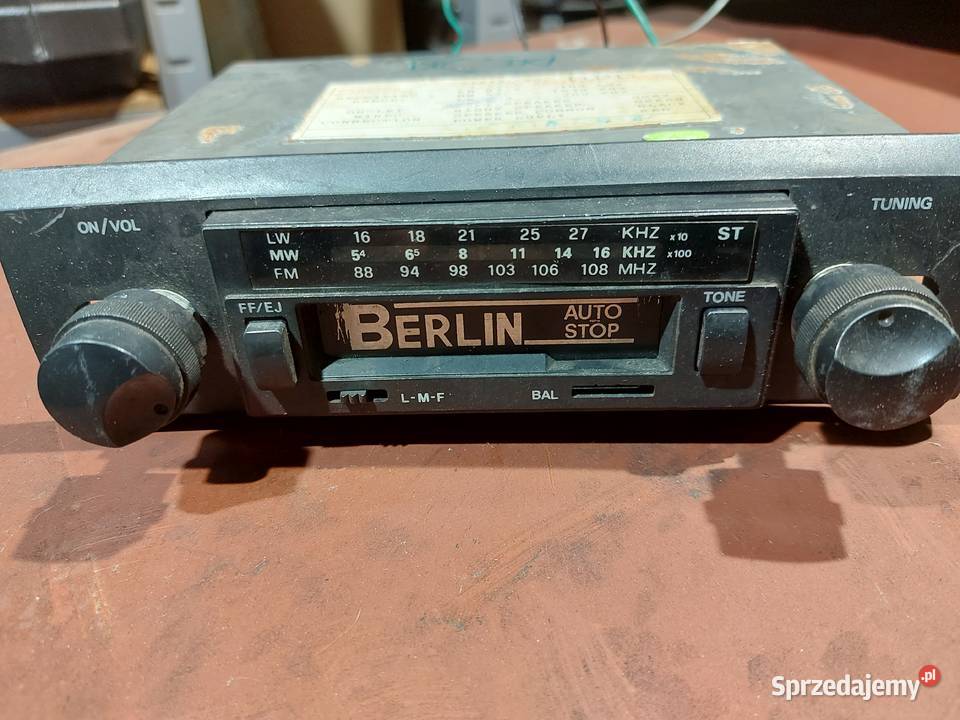 ON/VOL
TUNING
LW 16 18 21 25 27 KHZ x10 ST
MW 5⁴ 6⁵ 8 11 14 16 KHZ x100
FM 88 94 98 103 106 108 MHZ
FF/EJ
TONE
BERLIN AUTO STOP
L-M-F
BAL
Sprzedajemy.pl